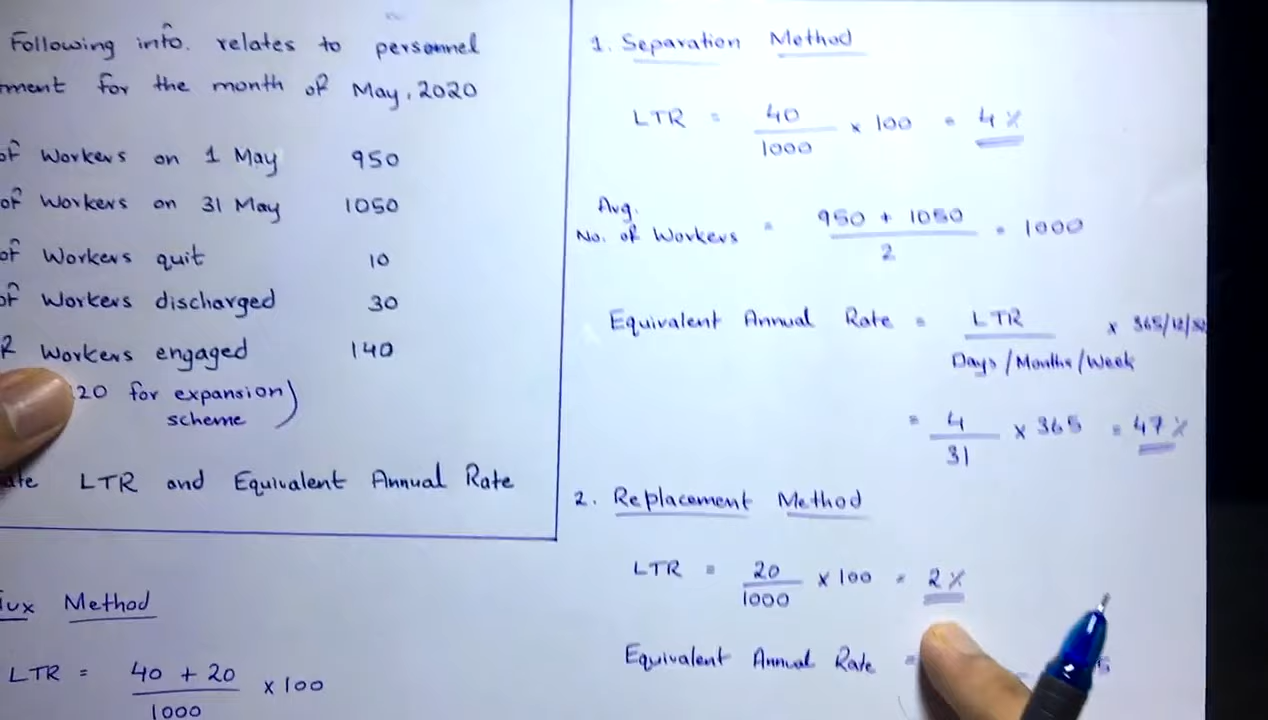 Following info. relates to personnel
ment for the month of May, 2020
of Workers on 1 May 950
of Workers on 31 May 1050
of Workers quit 10
of Workers discharged 30
Workers engaged 140
20 for expansion
scheme)
LTR and Equivalent Annual Rate
ux Method
LTR = 40 + 20 / 1000 x 100
1. Separation Method
LTR = 40 / 1000 x 100 = 4%
Avg.
No. of Workers = 950 + 1050 / 2 = 1000
Equivalent Annual Rate = LTR / Days/Months/Week x 365/12/5
= 4 / 31 x 365 = 47%
2. Replacement Method
LTR = 20 / 1000 x 100 = 2%
Equivalent Annual Rate =